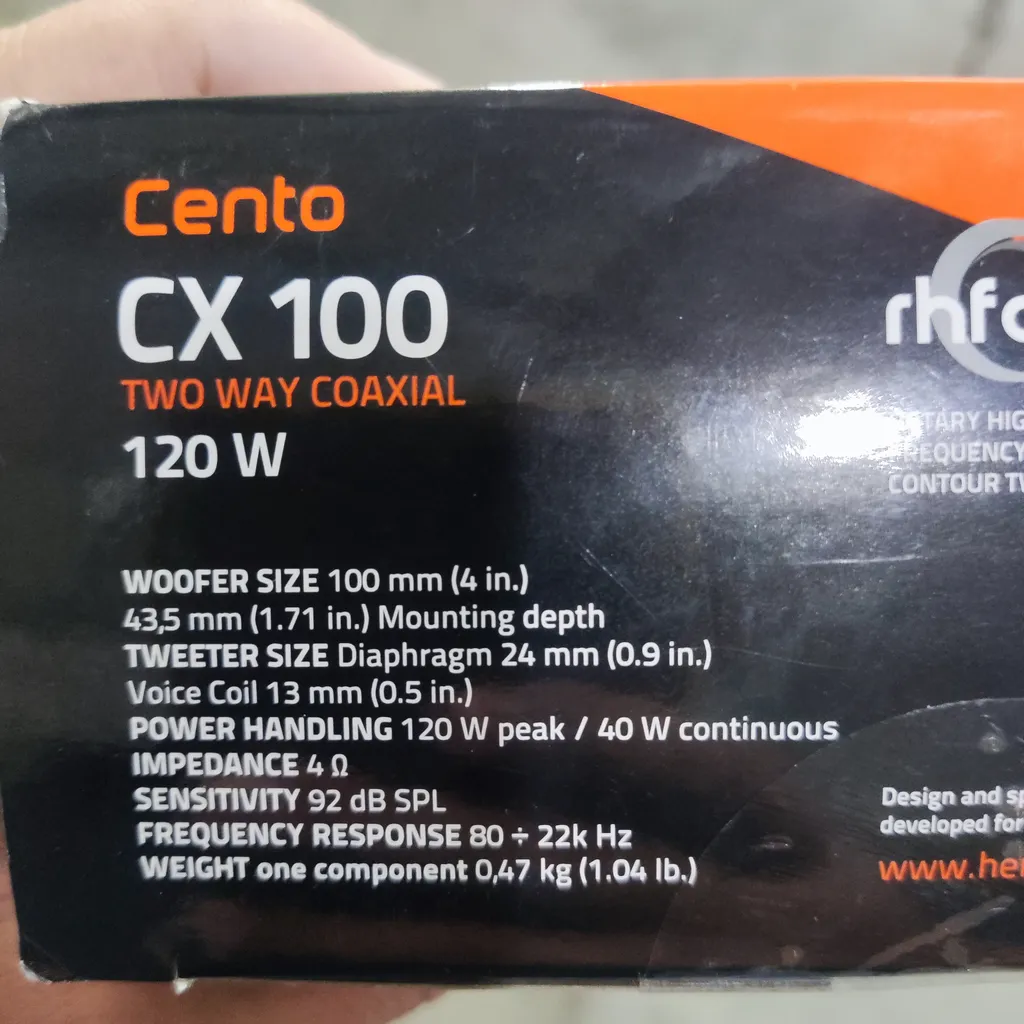 Cento
CX 100
TWO WAY COAXIAL
120 W
WOOFER SIZE 100 mm (4 in.)
43,5 mm (1.71 in.) Mounting depth
TWEETER SIZE Diaphragm 24 mm (0.9 in.)
Voice Coil 13 mm (0.5 in.)
POWER HANDLING 120 W peak / 40 W continuous
IMPEDANCE 4 Ω
SENSITIVITY 92 dB SPL
FREQUENCY RESPONSE 80 ÷ 22k Hz
WEIGHT one component 0,47 kg (1.04 lb.)
CONTOUR
Design and
developed for